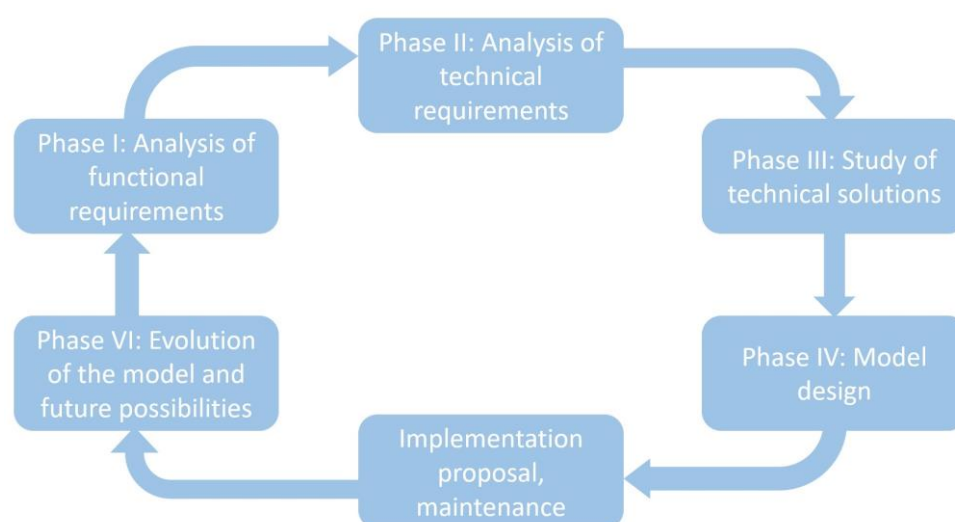 Phase II: Analysis of
technical
requirements
Phase I: Analysis of
functional
requirements
Phase III: Study of
technical solutions
Phase IV: Model
design
Implementation
proposal,
maintenance
Phase VI: Evolution
of the model and
future possibilities